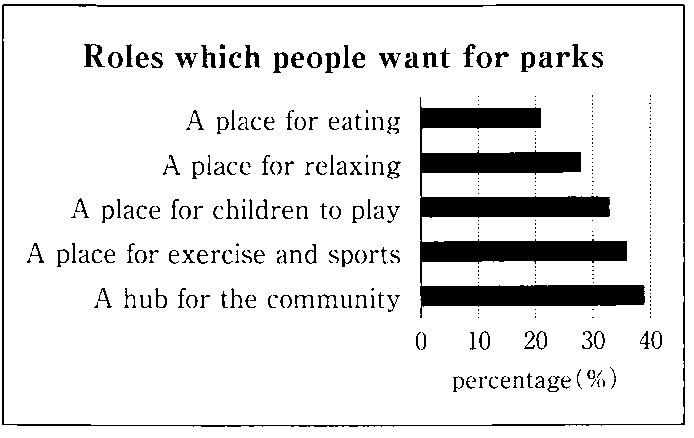 Roles which people want for parks
A place for eating
A place for relaxing
A place for children to play
A place for exercise and sports
A hub for the community
0 10 20 30 40
percentage(%)